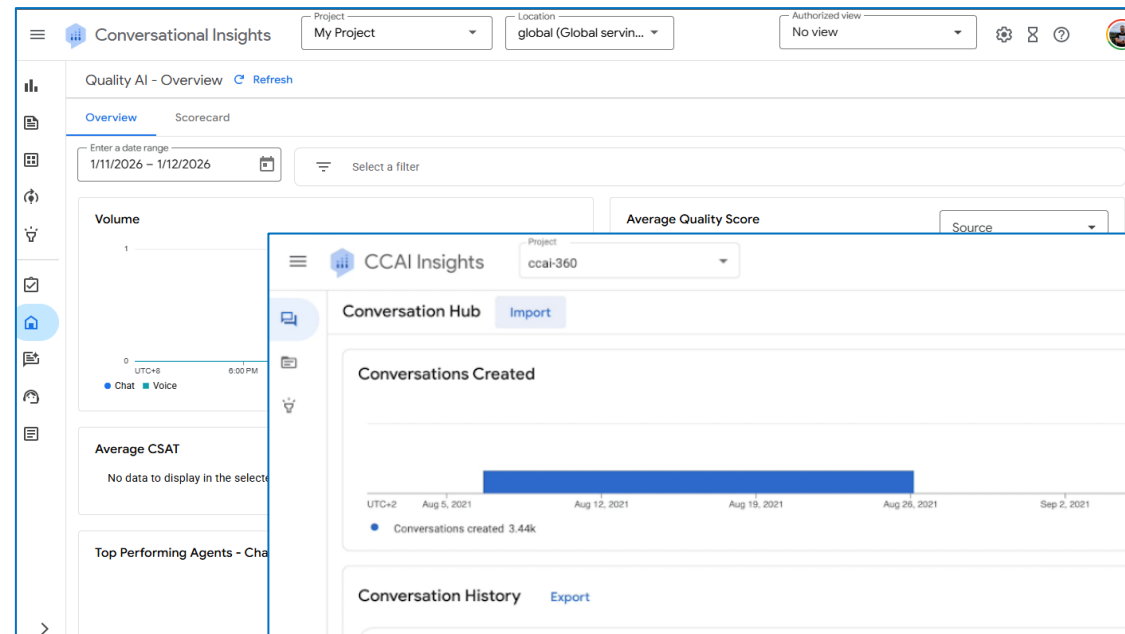 Project
Location
Authorized view
Conversational Insights
My Project
global (Global servin...
No view
Quality AI - Overview
Refresh
Overview
Scorecard
Enter a date range
1/11/2026 – 1/12/2026
Select a filter
Volume
1
0
UTC+8
6:00 PM
Chat
Voice
Average Quality Score
Source
Average CSAT
No data to display in the selecte
Top Performing Agents - Cha
Project
CCAI Insights
ccai-360
Conversation Hub
Import
Conversations Created
UTC+2
Aug 5, 2021
Aug 12, 2021
Aug 19, 2021
Aug 26, 2021
Sep 2, 2021
Conversations created 3.44k
Conversation History
Export